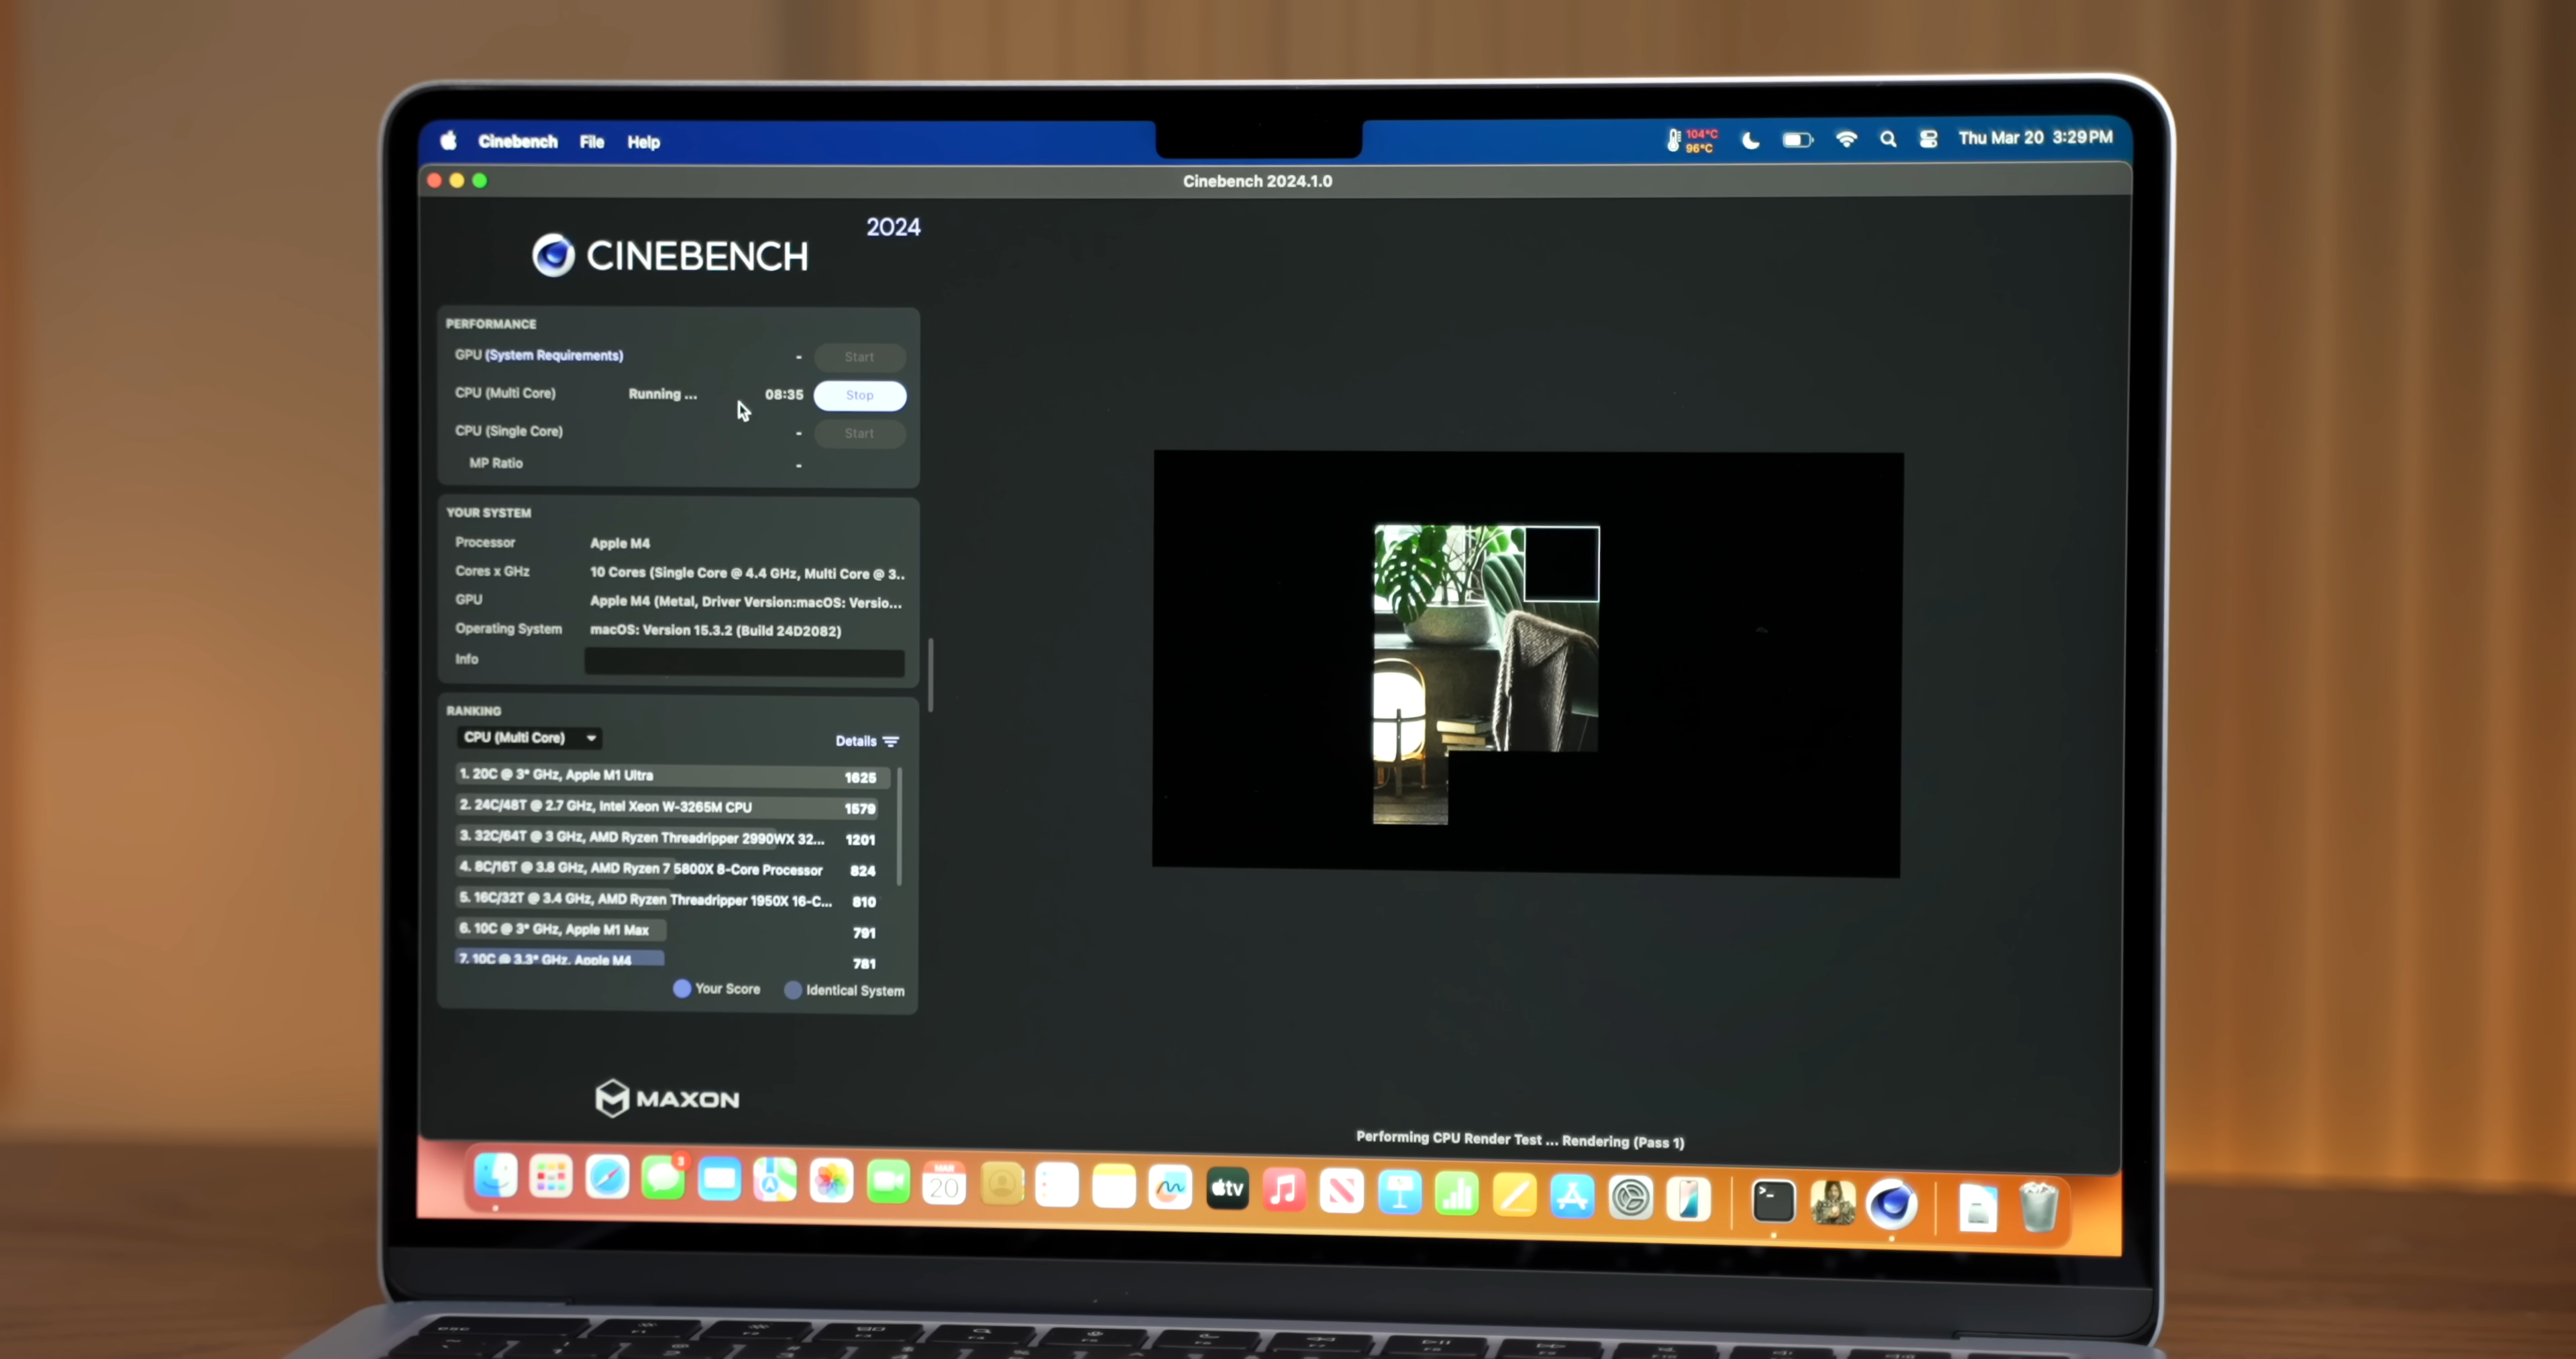 Cinebench File Help
104°C
96°C
Thu Mar 20 3:29 PM
Cinebench 2024.1.0
2024
CINEBENCH
PERFORMANCE
GPU (System Requirements) - Start
CPU (Multi Core) Running ... 08:35 Stop
CPU (Single Core) - Start
MP Ratio -
YOUR SYSTEM
Processor Apple M4
Cores x GHz 10 Cores (Single Core @ 4.4 GHz, Multi Core @ 3..
GPU Apple M4 (Metal, Driver Version:macOS: Versio...
Operating System macOS: Version 15.3.2 (Build 24D2082)
Info
RANKING
CPU (Multi Core) Details
1. 20C @ 3* GHz, Apple M1 Ultra 1625
2. 24C/48T @ 2.7 GHz, Intel Xeon W-3265M CPU 1579
3. 32C/64T @ 3 GHz, AMD Ryzen Threadripper 2990WX 32... 1201
4. 8C/16T @ 3.8 GHz, AMD Ryzen 7 5800X 8-Core Processor 824
5. 16C/32T @ 3.4 GHz, AMD Ryzen Threadripper 1950X 16-C... 810
6. 10C @ 3* GHz, Apple M1 Max 791
7. 10C @ 3.3* GHz, Apple M4 781
Your Score Identical System
MAXON
Performing CPU Render Test ... Rendering (Pass 1)
3
MAR
20
tv
esc